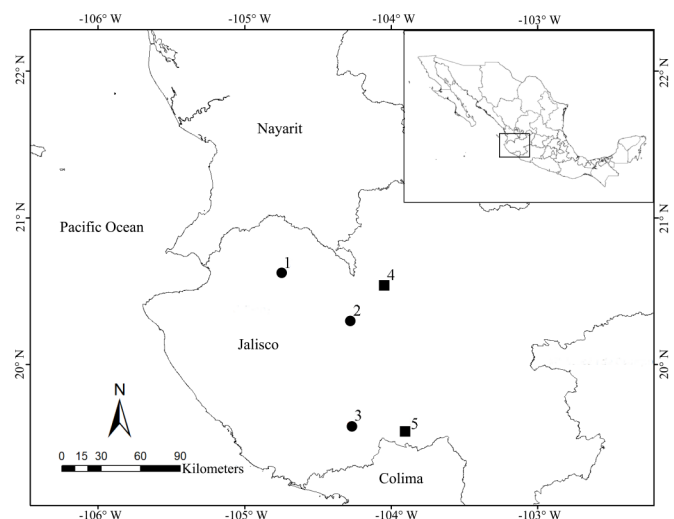 -106° W
-105° W
-104° W
-103° W
22° N
22° N
Nayarit
21° N
21° N
Pacific Ocean
1
4
2
Jalisco
20° N
20° N
N
3
5
0 15 30 60 90
Kilometers
Colima
-106° W
-105° W
-104° W
-103° W